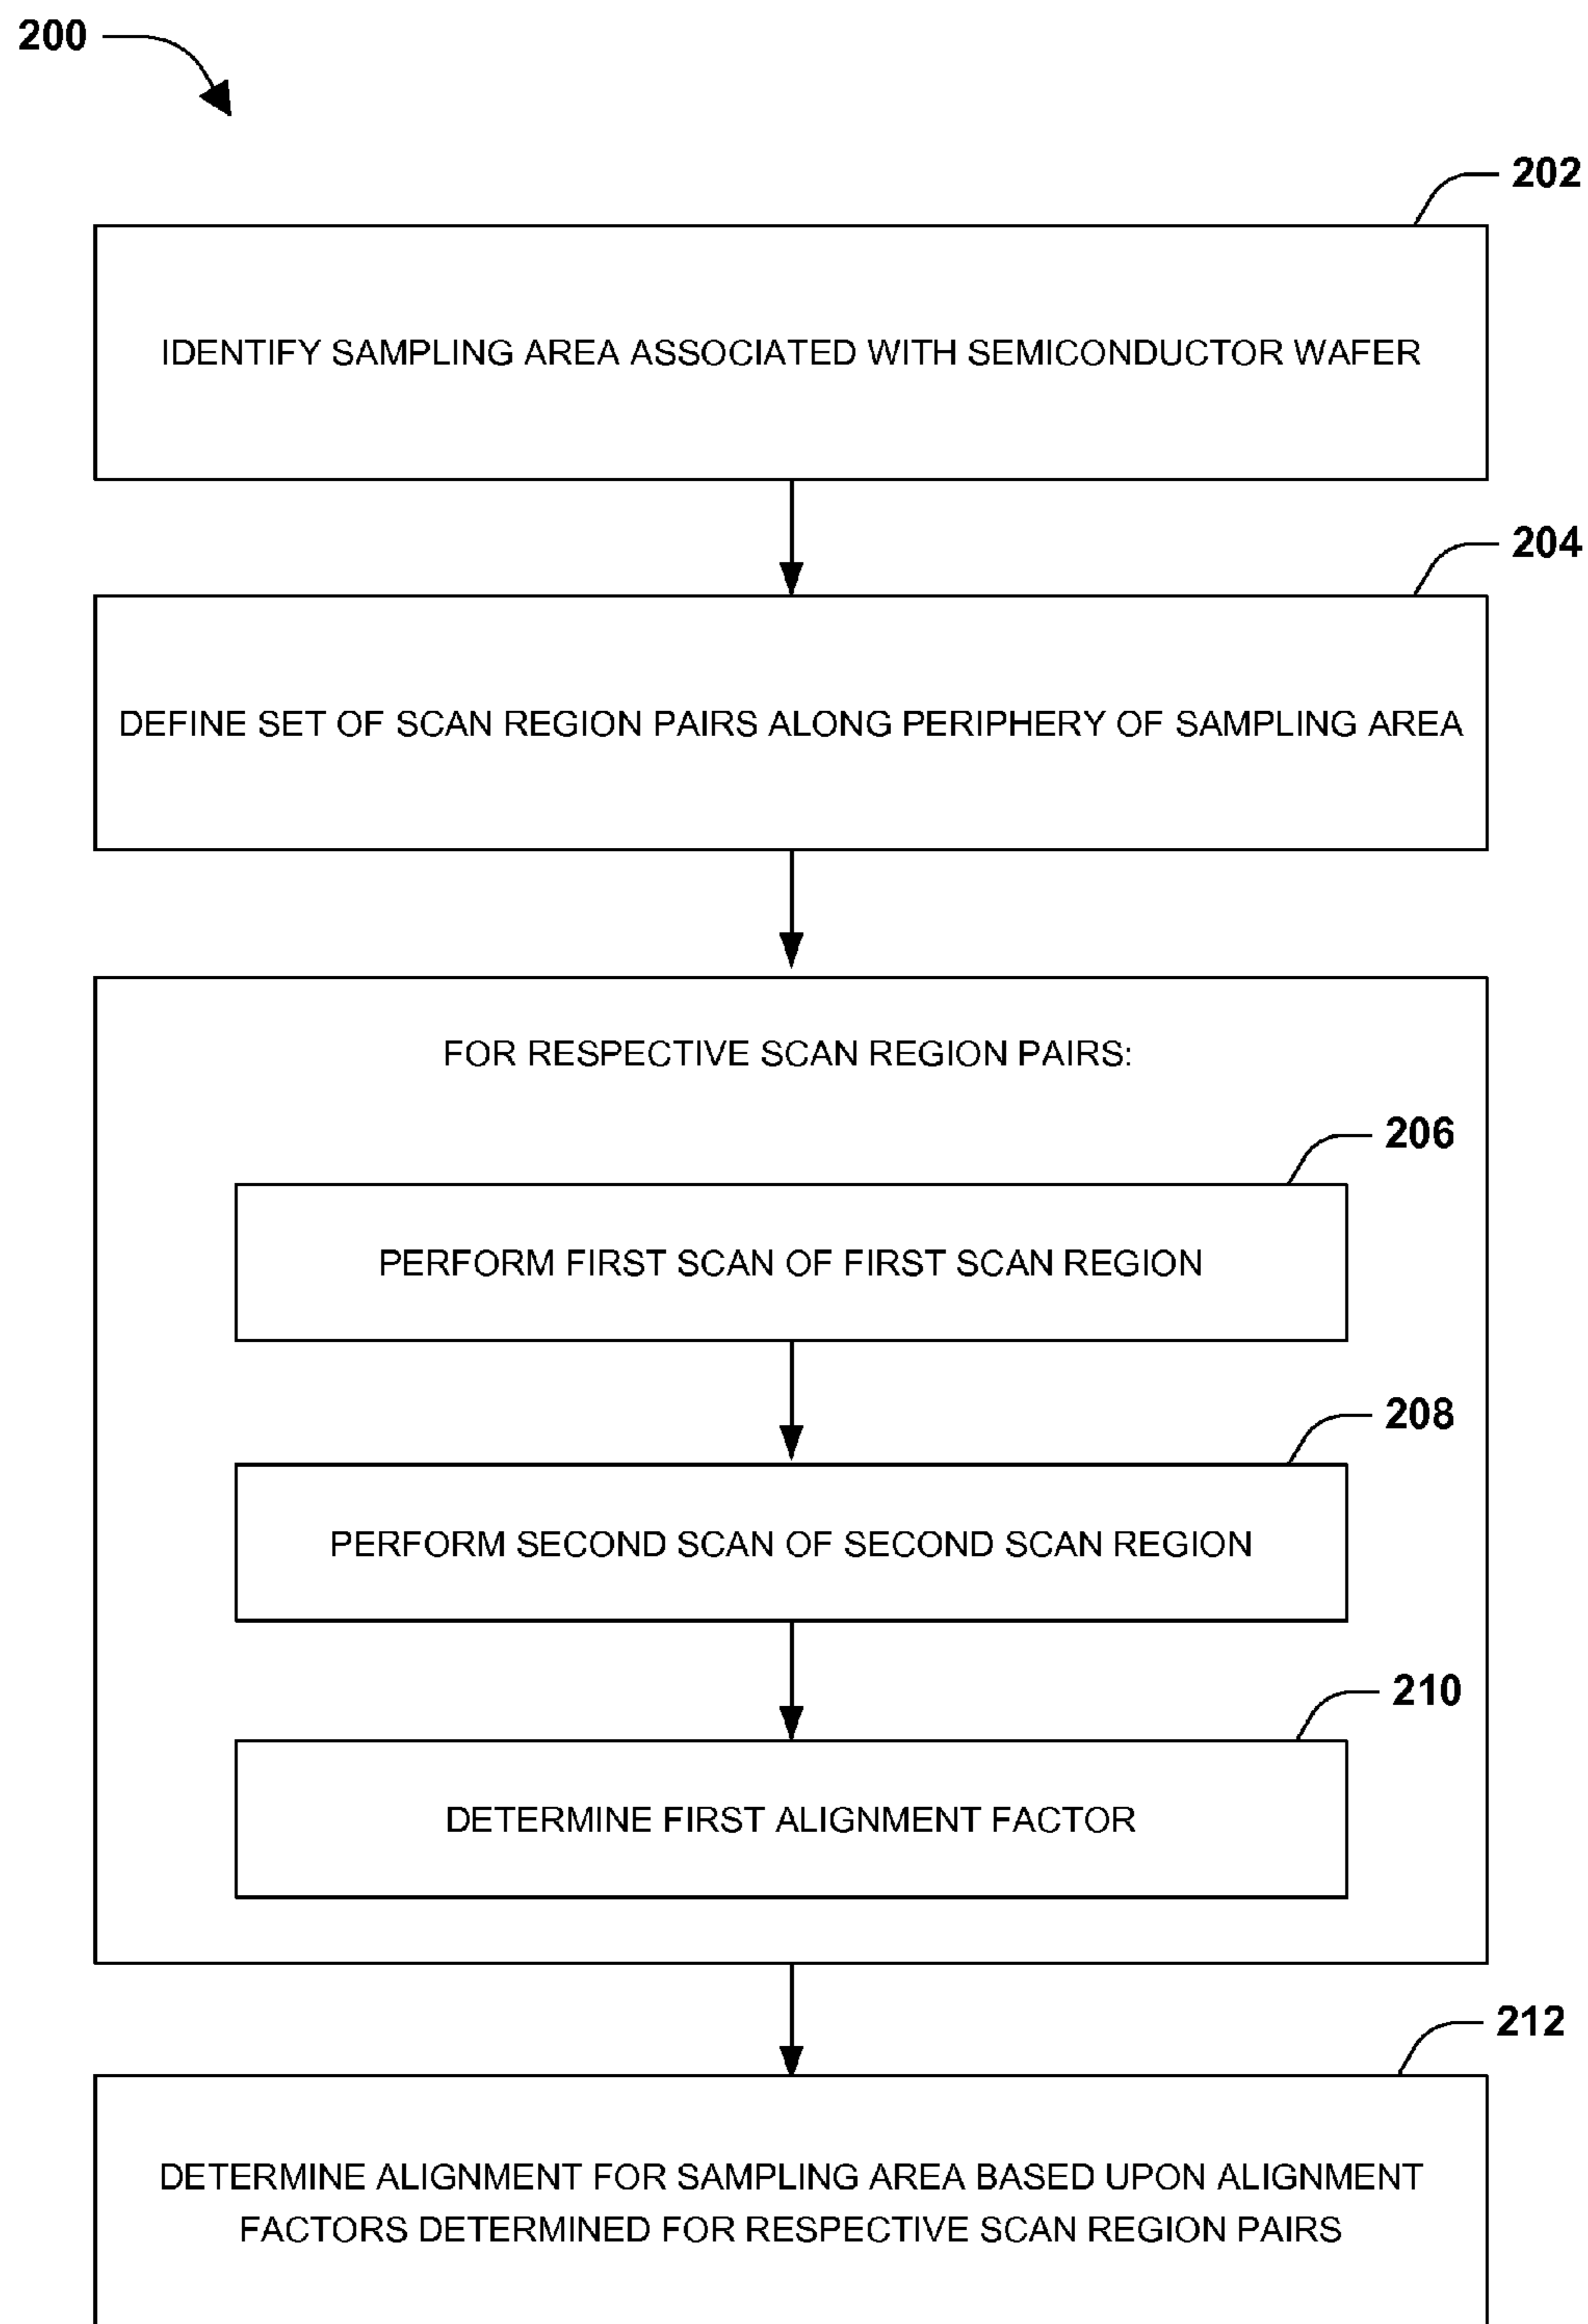 200
202
IDENTIFY SAMPLING AREA ASSOCIATED WITH SEMICONDUCTOR WAFER
204
DEFINE SET OF SCAN REGION PAIRS ALONG PERIPHERY OF SAMPLING AREA
FOR RESPECTIVE SCAN REGION PAIRS:
206
PERFORM FIRST SCAN OF FIRST SCAN REGION
208
PERFORM SECOND SCAN OF SECOND SCAN REGION
210
DETERMINE FIRST ALIGNMENT FACTOR
212
DETERMINE ALIGNMENT FOR SAMPLING AREA BASED UPON ALIGNMENT
FACTORS DETERMINED FOR RESPECTIVE SCAN REGION PAIRS